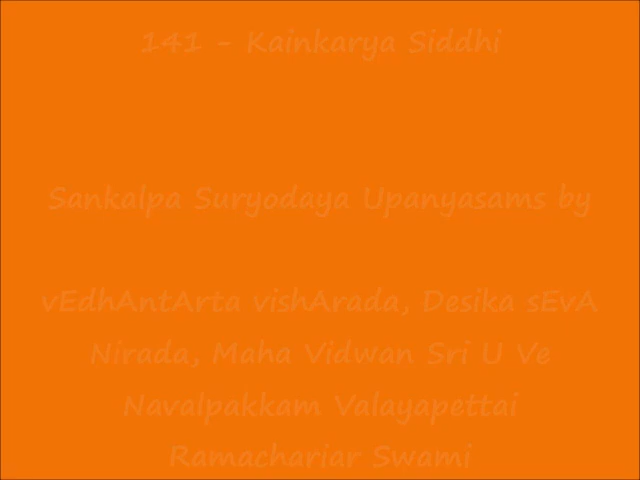 141 - Kainkarya Siddhi
Sankalpa Suryodaya Upanyasams by
vEdhAntArta vishArada, Desika sEvA
Nirada, Maha Vidwan Sri U Ve
Navalpakkam Valayapettai
Ramachariar Swami